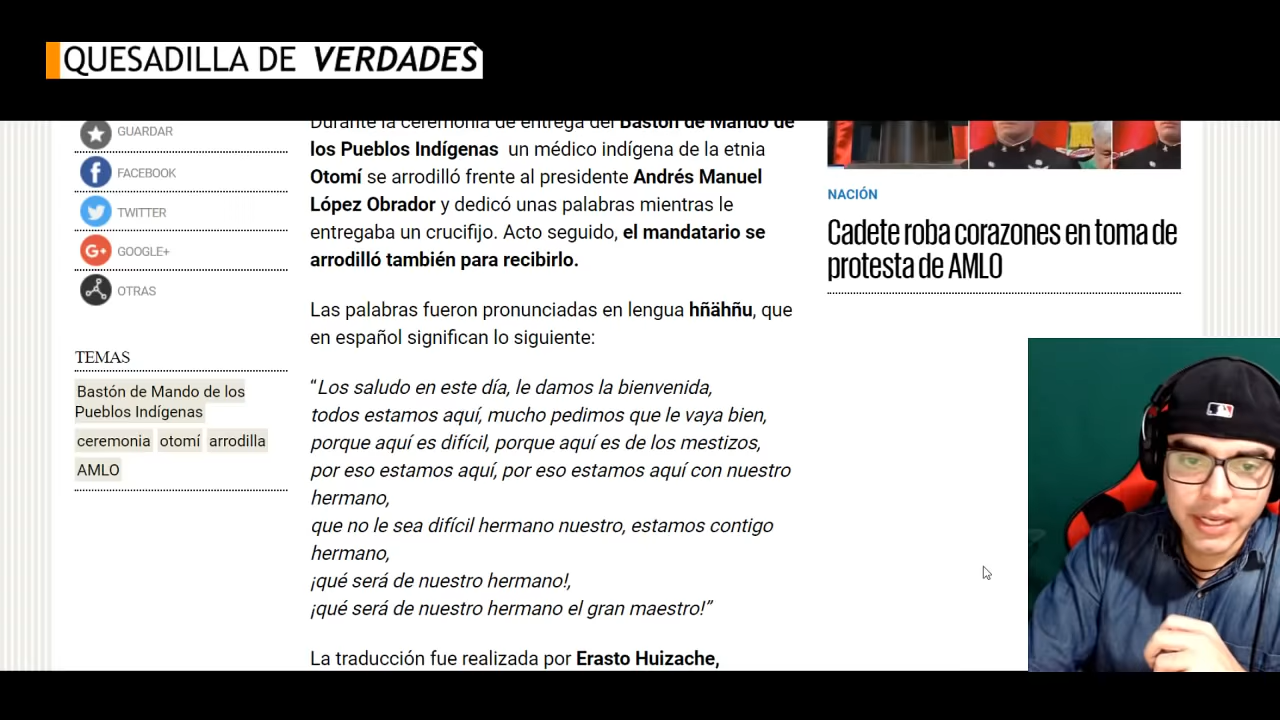 QUESADILLA DE VERDADES
GUARDAR
FACEBOOK
TWITTER
GOOGLE+
OTRAS
TEMAS
Bastón de Mando de los
Pueblos Indígenas
ceremonia otomí arrodilla
AMLO
Durante la ceremonia de entrega del Bastón de Mando de
los Pueblos Indígenas un médico indígena de la etnia
Otomí se arrodilló frente al presidente Andrés Manuel
López Obrador y dedicó unas palabras mientras le
entregaba un crucifijo. Acto seguido, el mandatario se
arrodilló también para recibirlo.
Las palabras fueron pronunciadas en lengua hñähñu, que
en español significan lo siguiente:
“Los saludo en este día, le damos la bienvenida,
todos estamos aquí, mucho pedimos que le vaya bien,
porque aquí es difícil, porque aquí es de los mestizos,
por eso estamos aquí, por eso estamos aquí con nuestro
hermano,
que no le sea difícil hermano nuestro, estamos contigo
hermano,
¡qué será de nuestro hermano!,
¡qué será de nuestro hermano el gran maestro!”
La traducción fue realizada por Erasto Huizache,
NACIÓN
Cadete roba corazones en toma de
protesta de AMLO